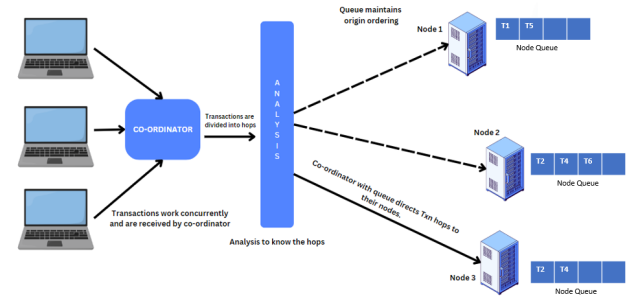 Queue maintains
origin ordering
Node 1
T1 T5
Node Queue
CO-ORDINATOR
Transactions are
divided into hops
ANALYSIS
Node 2
T2 T4 T6
Node Queue
Co-ordinator with queue directs Txn hops to
their nodes.
Transactions work concurrently
and are received by co-ordinator
Analysis to know the hops
Node 3
T2 T4
Node Queue